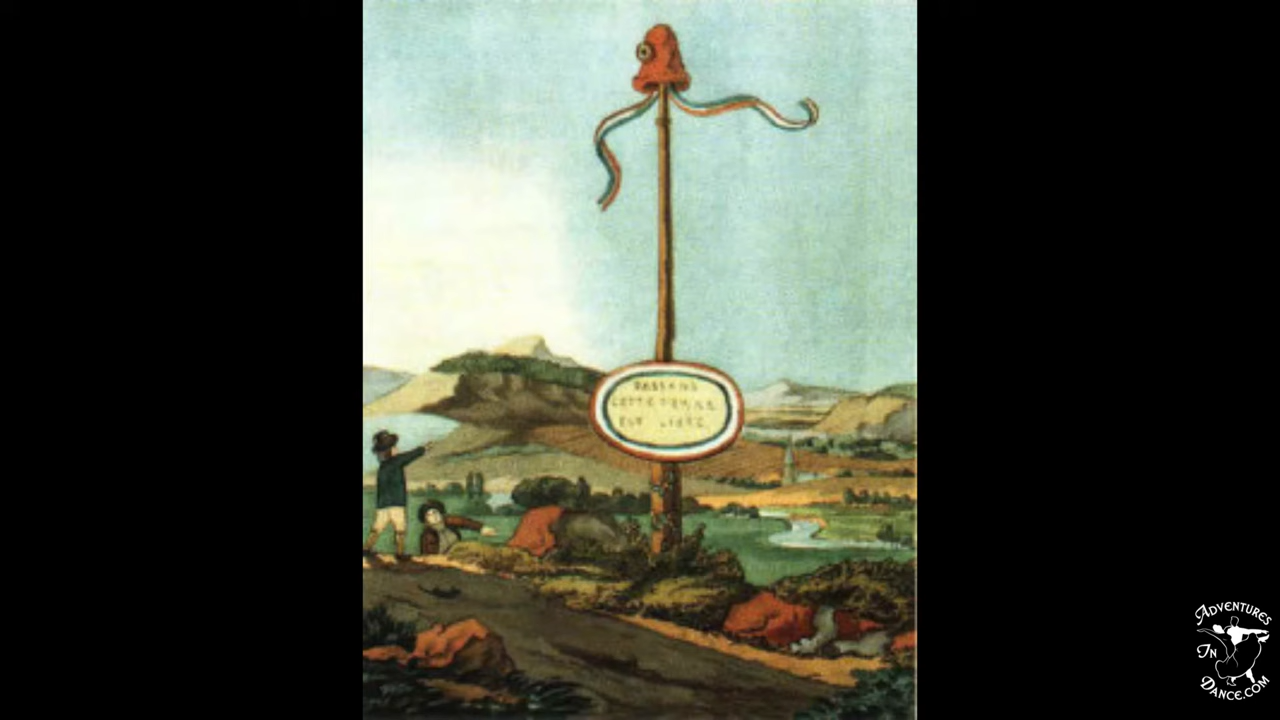 PASSANS
CETTE TERRE
EST LIBRE
ADVENTURES
IN
DANCE.COM